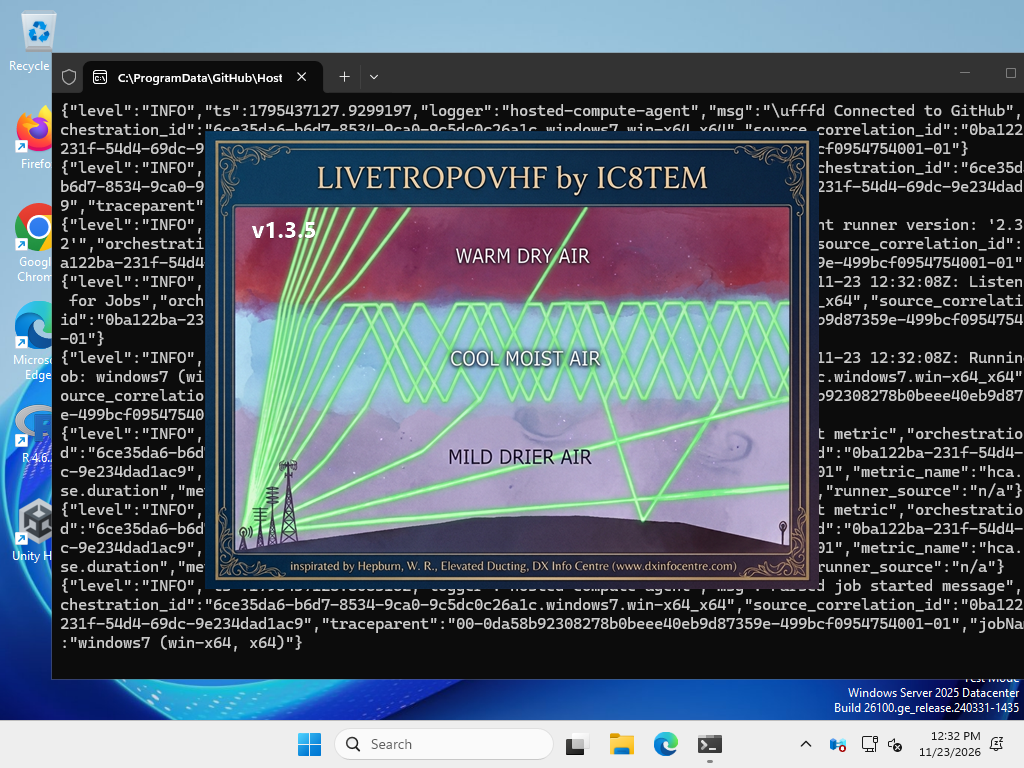 Recycle
Firefo
Google
Chrom
Microso
Edge
R 4.6.
Unity H
C:\ProgramData\GitHub\Host
{"level":"INFO","ts":1795437127.9299197,"logger":"hosted-compute-agent","msg":"\ufffd Connected to GitHub",
chestration_id":"6ce35da6-b6d7-8534-9ca0-9c5dc0c26a1c.windows7.win-x64_x64","source_correlation_id":"0ba122
231f-54d4-69dc-9 cf0954754001-01"}
{"level":"INFO", chestration_id":"6ce35d
b6d7-8534-9ca0-9 31f-54d4-69dc-9e234dad
9","traceparent"
{"level":"INFO", nt runner version: '2.3
2'","orchestrati source_correlation_id":
a122ba-231f-54d4 9e-499bcf0954754001-01"
{"level":"INFO", 11-23 12:32:08Z: Listen
for Jobs","orch _x64","source_correlati
id":"0ba122ba-23 b9d87359e-499bcf0954754
-01"}
{"level":"INFO", 11-23 12:32:08Z: Runnin
ob: windows7 (wi c.windows7.win-x64_x64"
ource_correlatio 92308278b0beee40eb9d87
e-499bcf09547540
{"level":"INFO", t metric","orchestratio
d":"6ce35da6-b6d "0ba122ba-231f-54d4-
c-9e234dad1ac9", 01","metric_name":"hca.
se.duration","me ,"runner_source":"n/a"}
{"level":"INFO", t metric","orchestratio
d":"6ce35da6-b6d "0ba122ba-231f-54d4-
c-9e234dad1ac9", 01","metric_name":"hca.
se.duration","me runner_source":"n/a"}
{"level":"INFO", job started message",
chestration_id":"6ce35da6-b6d7-8534-9ca0-9c5dc0c26a1c.windows7.win-x64_x64","source_correlation_id":"0ba122
231f-54d4-69dc-9e234dad1ac9","traceparent":"00-0da58b92308278b0beee40eb9d87359e-499bcf0954754001-01","jobNa
:"windows7 (win-x64, x64)"}
LIVETROPOVHF by IC8TEM
v1.3.5
WARM DRY AIR
COOL MOIST AIR
MILD DRIER AIR
inspirated by Hepburn, W. R., Elevated Ducting, DX Info Centre (www.dxinfocentre.com)
Test Mode
Windows Server 2025 Datacenter
Build 26100.ge_release.240331-1435
Search
12:32 PM
11/23/2026